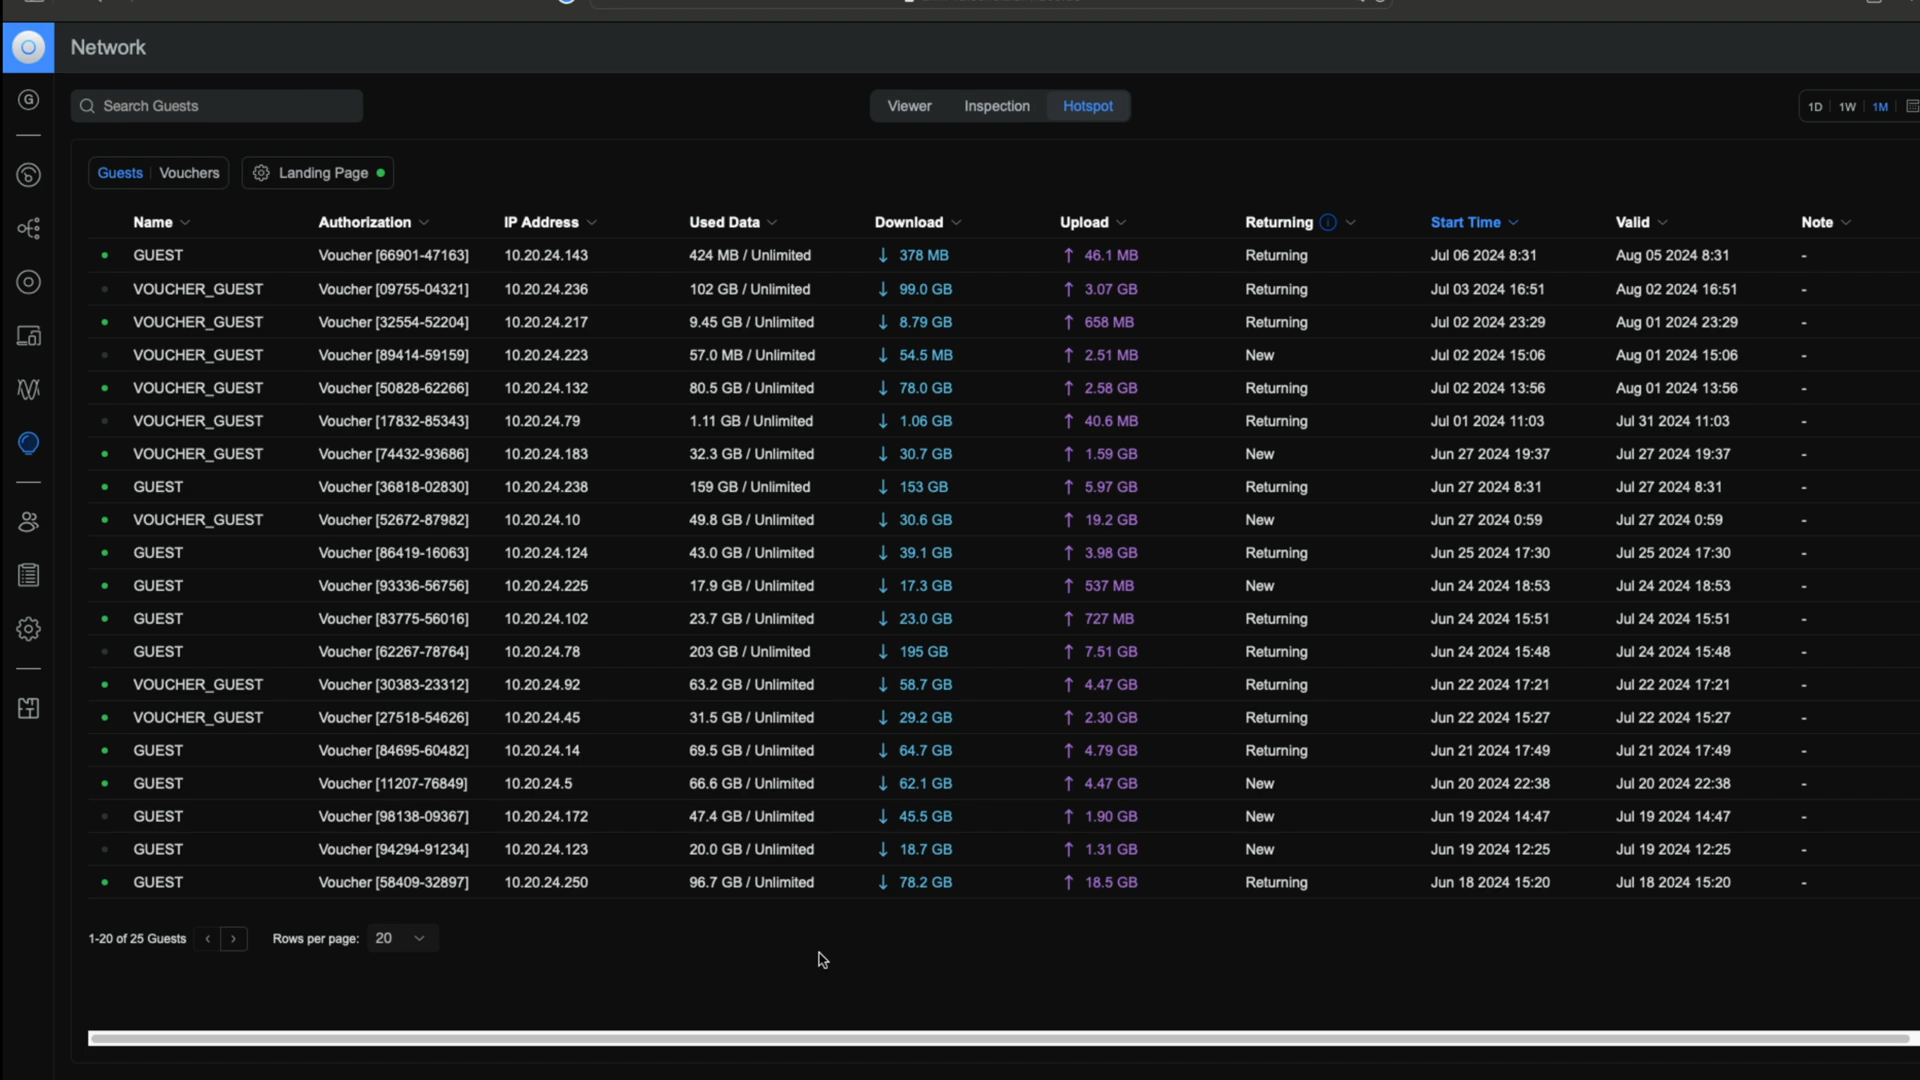 Network
G
Search Guests
Viewer Inspection Hotspot
1D 1W 1M
Guests Vouchers Landing Page
Name Authorization IP Address Used Data Download Upload Returning Start Time Valid Note
GUEST Voucher [66901-47163] 10.20.24.143 424 MB / Unlimited ↓ 378 MB ↑ 46.1 MB Returning Jul 06 2024 8:31 Aug 05 2024 8:31 -
VOUCHER_GUEST Voucher [09755-04321] 10.20.24.236 102 GB / Unlimited ↓ 99.0 GB ↑ 3.07 GB Returning Jul 03 2024 16:51 Aug 02 2024 16:51 -
VOUCHER_GUEST Voucher [32554-52204] 10.20.24.217 9.45 GB / Unlimited ↓ 8.79 GB ↑ 658 MB Returning Jul 02 2024 23:29 Aug 01 2024 23:29 -
VOUCHER_GUEST Voucher [89414-59159] 10.20.24.223 57.0 MB / Unlimited ↓ 54.5 MB ↑ 2.51 MB New Jul 02 2024 15:06 Aug 01 2024 15:06 -
VOUCHER_GUEST Voucher [50828-62266] 10.20.24.132 80.5 GB / Unlimited ↓ 78.0 GB ↑ 2.58 GB Returning Jul 02 2024 13:56 Aug 01 2024 13:56 -
VOUCHER_GUEST Voucher [17832-85343] 10.20.24.79 1.11 GB / Unlimited ↓ 1.06 GB ↑ 40.6 MB Returning Jul 01 2024 11:03 Jul 31 2024 11:03 -
VOUCHER_GUEST Voucher [74432-93686] 10.20.24.183 32.3 GB / Unlimited ↓ 30.7 GB ↑ 1.59 GB New Jun 27 2024 19:37 Jul 27 2024 19:37 -
GUEST Voucher [36818-02830] 10.20.24.238 159 GB / Unlimited ↓ 153 GB ↑ 5.97 GB Returning Jun 27 2024 8:31 Jul 27 2024 8:31 -
VOUCHER_GUEST Voucher [52672-87982] 10.20.24.10 49.8 GB / Unlimited ↓ 30.6 GB ↑ 19.2 GB New Jun 27 2024 0:59 Jul 27 2024 0:59 -
GUEST Voucher [86419-16063] 10.20.24.124 43.0 GB / Unlimited ↓ 39.1 GB ↑ 3.98 GB Returning Jun 25 2024 17:30 Jul 25 2024 17:30 -
GUEST Voucher [93336-56756] 10.20.24.225 17.9 GB / Unlimited ↓ 17.3 GB ↑ 537 MB New Jun 24 2024 18:53 Jul 24 2024 18:53 -
GUEST Voucher [83775-56016] 10.20.24.102 23.7 GB / Unlimited ↓ 23.0 GB ↑ 727 MB Returning Jun 24 2024 15:51 Jul 24 2024 15:51 -
GUEST Voucher [62267-78764] 10.20.24.78 203 GB / Unlimited ↓ 195 GB ↑ 7.51 GB Returning Jun 24 2024 15:48 Jul 24 2024 15:48 -
VOUCHER_GUEST Voucher [30383-23312] 10.20.24.92 63.2 GB / Unlimited ↓ 58.7 GB ↑ 4.47 GB Returning Jun 22 2024 17:21 Jul 22 2024 17:21 -
VOUCHER_GUEST Voucher [27518-54626] 10.20.24.45 31.5 GB / Unlimited ↓ 29.2 GB ↑ 2.30 GB Returning Jun 22 2024 15:27 Jul 22 2024 15:27 -
GUEST Voucher [84695-60482] 10.20.24.14 69.5 GB / Unlimited ↓ 64.7 GB ↑ 4.79 GB Returning Jun 21 2024 17:49 Jul 21 2024 17:49 -
GUEST Voucher [11207-76849] 10.20.24.5 66.6 GB / Unlimited ↓ 62.1 GB ↑ 4.47 GB New Jun 20 2024 22:38 Jul 20 2024 22:38 -
GUEST Voucher [98138-09367] 10.20.24.172 47.4 GB / Unlimited ↓ 45.5 GB ↑ 1.90 GB New Jun 19 2024 14:47 Jul 19 2024 14:47 -
GUEST Voucher [94294-91234] 10.20.24.123 20.0 GB / Unlimited ↓ 18.7 GB ↑ 1.31 GB New Jun 19 2024 12:25 Jul 19 2024 12:25 -
GUEST Voucher [58409-32897] 10.20.24.250 96.7 GB / Unlimited ↓ 78.2 GB ↑ 18.5 GB Returning Jun 18 2024 15:20 Jul 18 2024 15:20 -
1-20 of 25 Guests Rows per page: 20